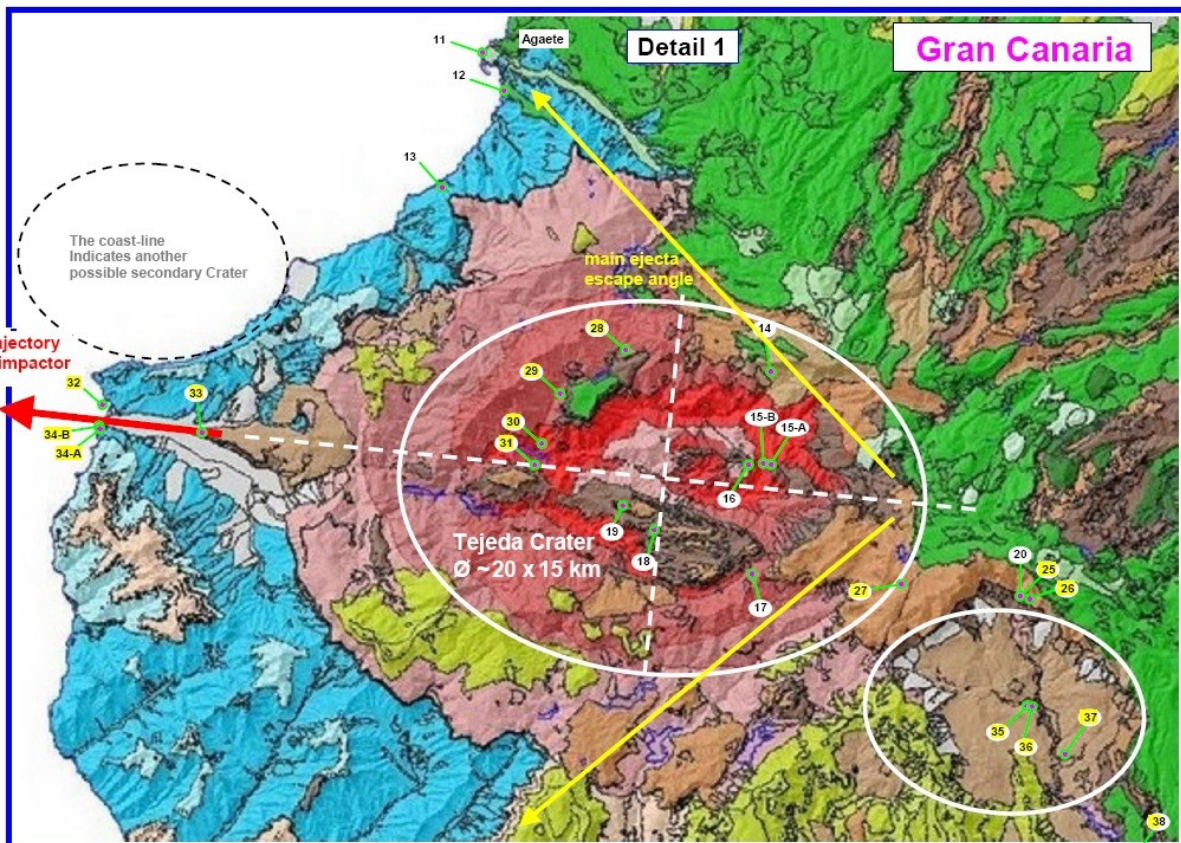 11
Agaete
Detail 1
Gran Canaria
12
13
The coast-line
Indicates another
possible secondary Crater
main ejecta
escape angle
ajectory
impactor
28
14
29
32
33
30
15-B
15-A
34-B
34-A
31
16
19
18
Tejeda Crater
Ø ~20 x 15 km
17
27
20
25
26
35
36
37
38